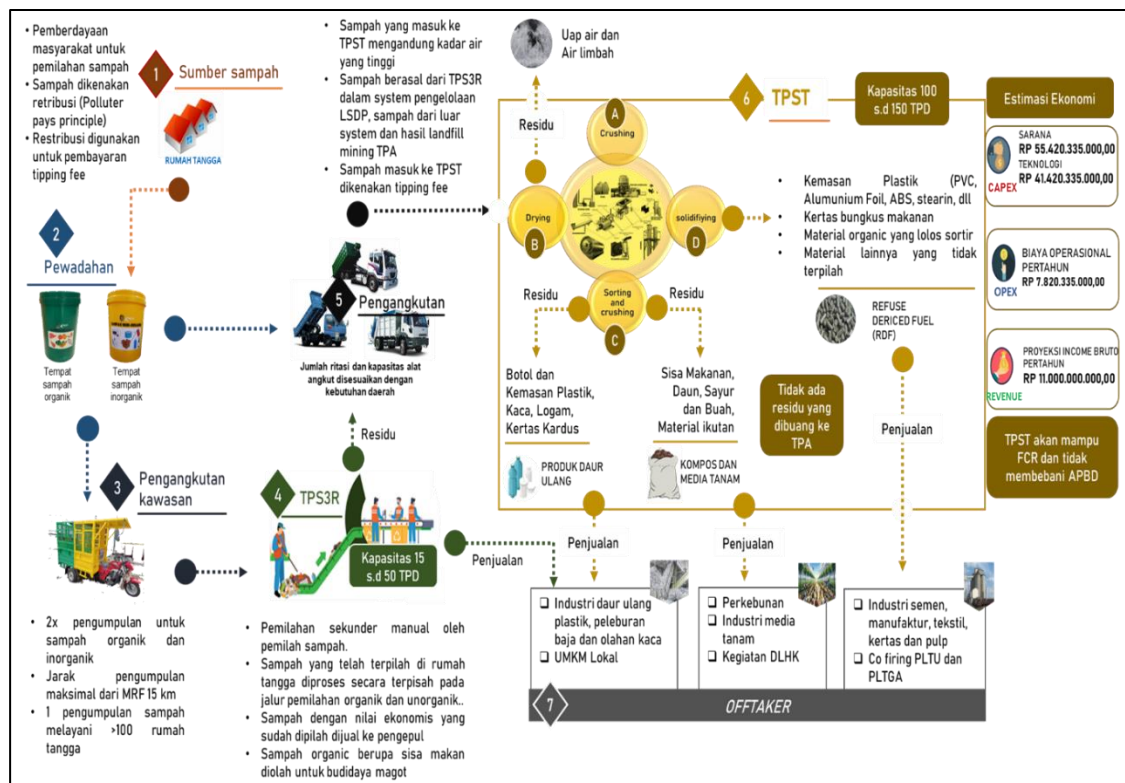 • Pemberdayaan
masyarakat untuk
pemilahan sampah
• Sampah dikenakan
retribusi (Polluter
pays principle)
• Restribusi digunakan
untuk pembayaran
tipping fee
1
Sumber sampah
RUMAH TANGGA
2
Pewadahan
Tempat
sampah
organik
Tempat
sampah
inorganik
3
Pengangkutan
kawasan
• 2x pengumpulan untuk
sampah organik dan
inorganik
• Jarak pengumpulan
maksimal dari MRF 15 km
• 1 pengumpulan sampah
melayani >100 rumah
tangga
4
TPS3R
Kapasitas 15
s.d 50 TPD
Residu
Penjualan
• Pemilahan sekunder manual oleh
pemilah sampah.
• Sampah yang telah terpilah di rumah
tangga diproses secara terpisah pada
jalur pemilahan organik dan unorganik..
• Sampah dengan nilai ekonomis yang
sudah dipilah dijual ke pengepul
• Sampah organic berupa sisa makan
diolah untuk budidaya magot
• Sampah yang masuk ke
TPST mengandung kadar air
yang tinggi
• Sampah berasal dari TPS3R
dalam system pengelolaan
LSDP, sampah dari luar
system dan hasil landfill
mining TPA
• Sampah masuk ke TPST
dikenakan tipping fee
5
Pengangkutan
Jumlah ritasi dan kapasitas alat
angkut disesuaikan dengan
kebutuhan daerah
Uap air dan
Air limbah
Residu
6
TPST
Kapasitas 100
s.d 150 TPD
A
Crushing
Drying
B
solidifiying
D
Sorting
and
crushing
C
Residu
Residu
Botol dan
Kemasan Plastik,
Kaca, Logam,
Kertas Kardus
PRODUK DAUR
ULANG
Sisa Makanan,
Daun, Sayur
dan Buah,
Material ikutan
KOMPOS DAN
MEDIA TANAM
• Kemasan Plastik (PVC,
Alumunium Foil, ABS, stearin, dll
• Kertas bungkus makanan
• Material organic yang lolos sortir
• Material lainnya yang tidak
terpilah
REFUSE
DERICED FUEL
(RDF)
Tidak ada
residu yang
dibuang ke
TPA
Penjualan
Penjualan
Penjualan
Estimasi Ekonomi
SARANA
RP 55.420.335.000,00
TEKNOLOGI
RP 41.420.335.000,00
CAPEX
BIAYA OPERASIONAL
PERTAHUN
RP 7.820.335.000,00
OPEX
PROYEKSI INCOME BRUTO
PERTAHUN
RP 11.000.000.000,00
REVENUE
TPST akan mampu
FCR dan tidak
membebani APBD
❑ Industri daur ulang
plastik, peleburan
baja dan olahan kaca
❑ UMKM Lokal
❑ Perkebunan
❑ Industri media
tanam
❑ Kegiatan DLHK
❑ Industri semen,
manufaktur, tekstil,
kertas dan pulp
❑ Co firing PLTU dan
PLTGA
7
OFFTAKER